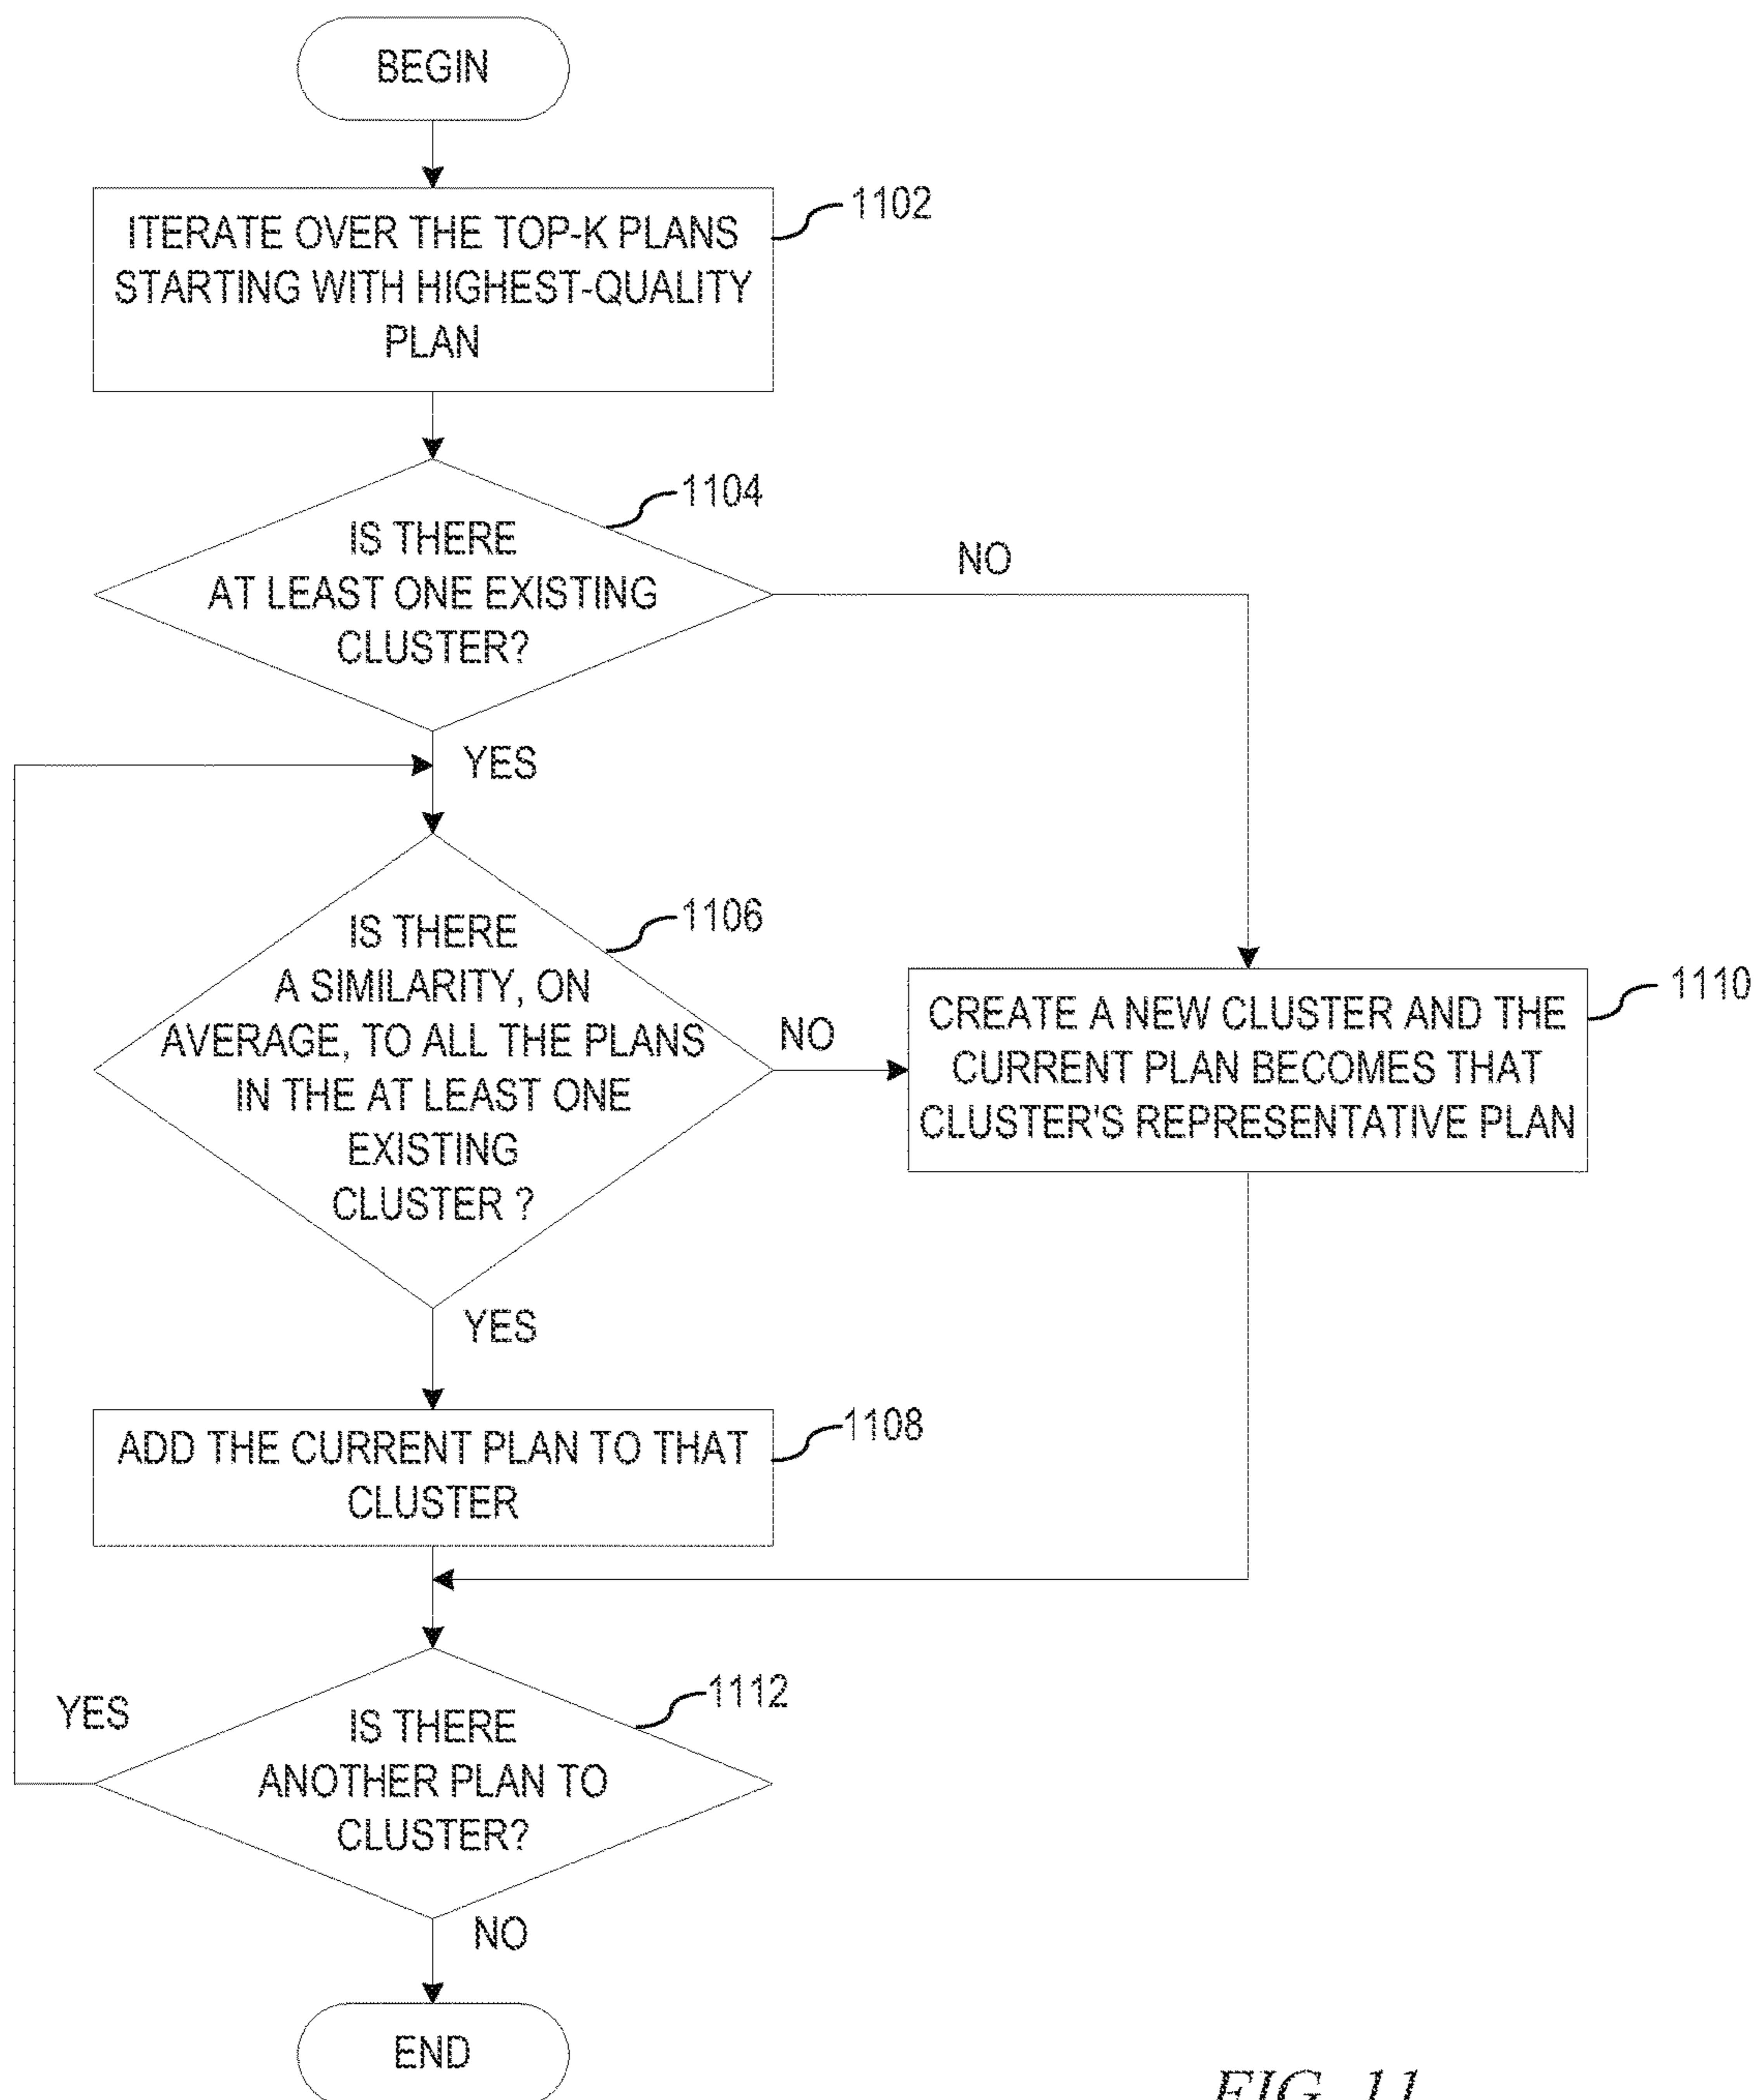 BEGIN
ITERATE OVER THE TOP-K PLANS
STARTING WITH HIGHEST-QUALITY
PLAN
1102
IS THERE
AT LEAST ONE EXISTING
CLUSTER?
1104
NO
YES
IS THERE
A SIMILARITY, ON
AVERAGE, TO ALL THE PLANS
IN THE AT LEAST ONE
EXISTING
CLUSTER ?
1106
NO
CREATE A NEW CLUSTER AND THE
CURRENT PLAN BECOMES THAT
CLUSTER'S REPRESENTATIVE PLAN
1110
YES
ADD THE CURRENT PLAN TO THAT
CLUSTER
1108
YES
IS THERE
ANOTHER PLAN TO
CLUSTER?
1112
NO
END
FIG. 11